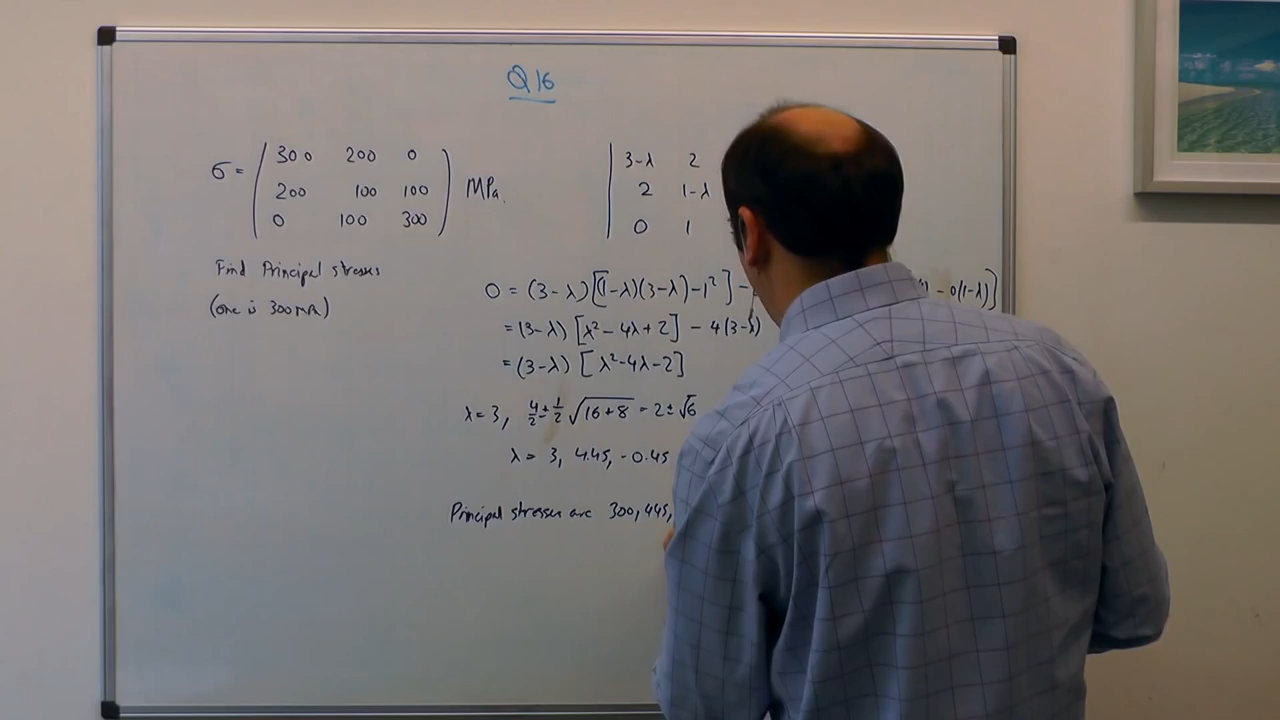 Q16
σ = ( 300 200 0
200 100 100
0 100 300 ) MPa.
Find Principal stresses
(one is 300MPa)
| 3-λ 2
2 1-λ
0 1
0 = (3-λ)[(1-λ)(3-λ)-1²] - - 0(1-λ)]
= (3-λ) [λ²-4λ+2] - 4(3-λ)
= (3-λ) [λ²-4λ-2]
λ = 3, 4/2 ± 1/2 √16+8 = 2±√6
λ = 3, 4.45, -0.45
Principal stresses are 300, 445,